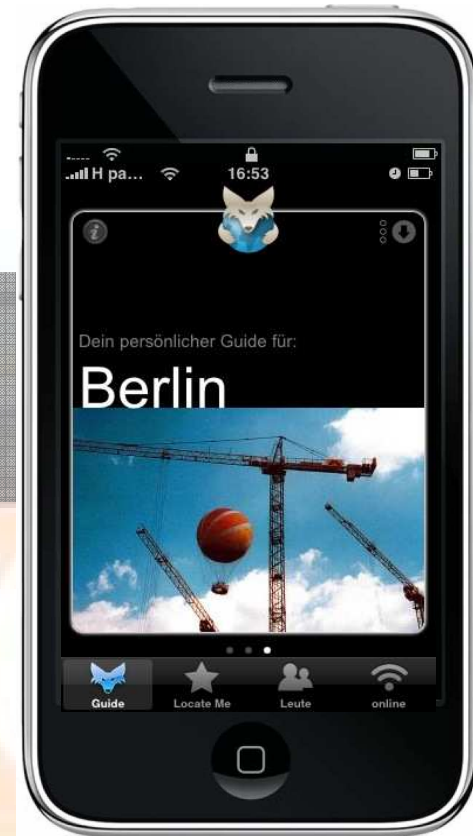 H pa... 16:53
Dein persönlicher Guide für:
Berlin
Guide Locate Me Leute online